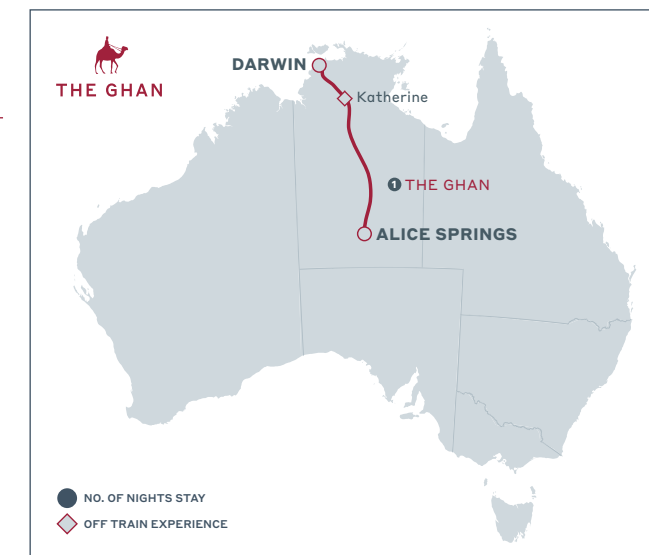 THE GHAN
DARWIN
Katherine
1 THE GHAN
ALICE SPRINGS
NO. OF NIGHTS STAY
OFF TRAIN EXPERIENCE